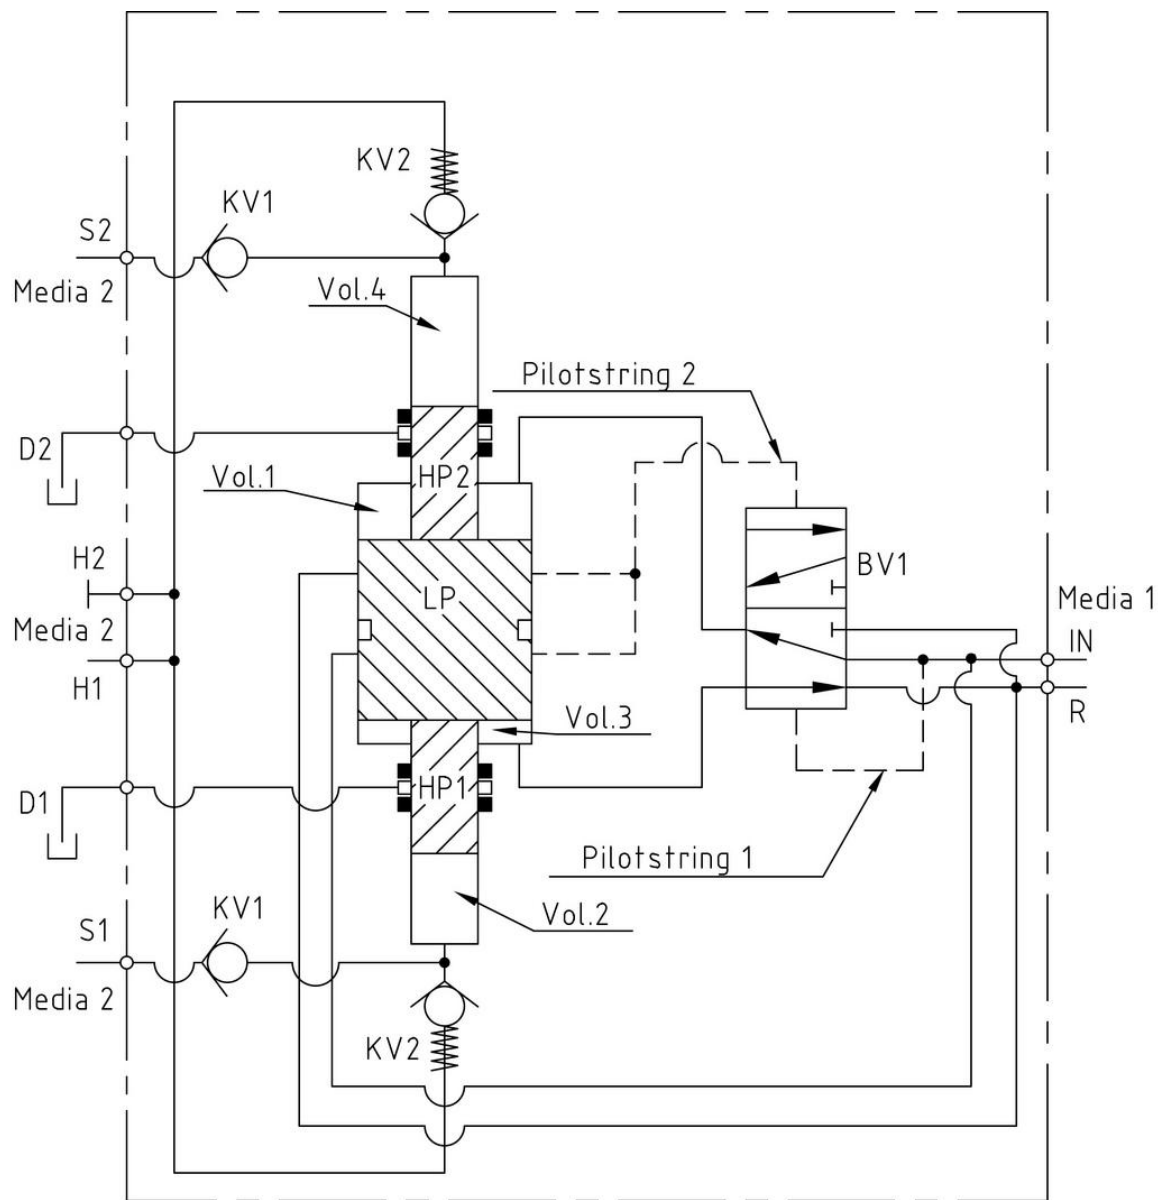 KV2
KV1
S2
Media 2
Vol.4
Pilotstring 2
D2
Vol.1
HP2
H2
BV1
LP
Media 1
Media 2
IN
H1
R
Vol.3
HP1
D1
Pilotstring 1
KV1
Vol.2
S1
Media 2
KV2